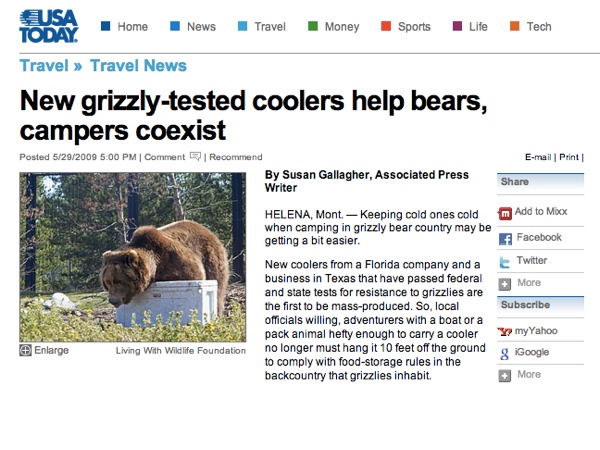 USA
TODAY
Home News Travel Money Sports Life Tech
Travel » Travel News
New grizzly-tested coolers help bears,
campers coexist
Posted 5/29/2009 5:00 PM | Comment | Recommend
E-mail | Print |
By Susan Gallagher, Associated Press
Writer
HELENA, Mont. — Keeping cold ones cold
when camping in grizzly bear country may be
getting a bit easier.
New coolers from a Florida company and a
business in Texas that have passed federal
and state tests for resistance to grizzlies are
the first to be mass-produced. So, local
officials willing, adventurers with a boat or a
pack animal hefty enough to carry a cooler
no longer must hang it 10 feet off the ground
to comply with food-storage rules in the
backcountry that grizzlies inhabit.
Enlarge
Living With Wildlife Foundation
Share
Add to Mixx
Facebook
Twitter
More
Subscribe
myYahoo
iGoogle
More